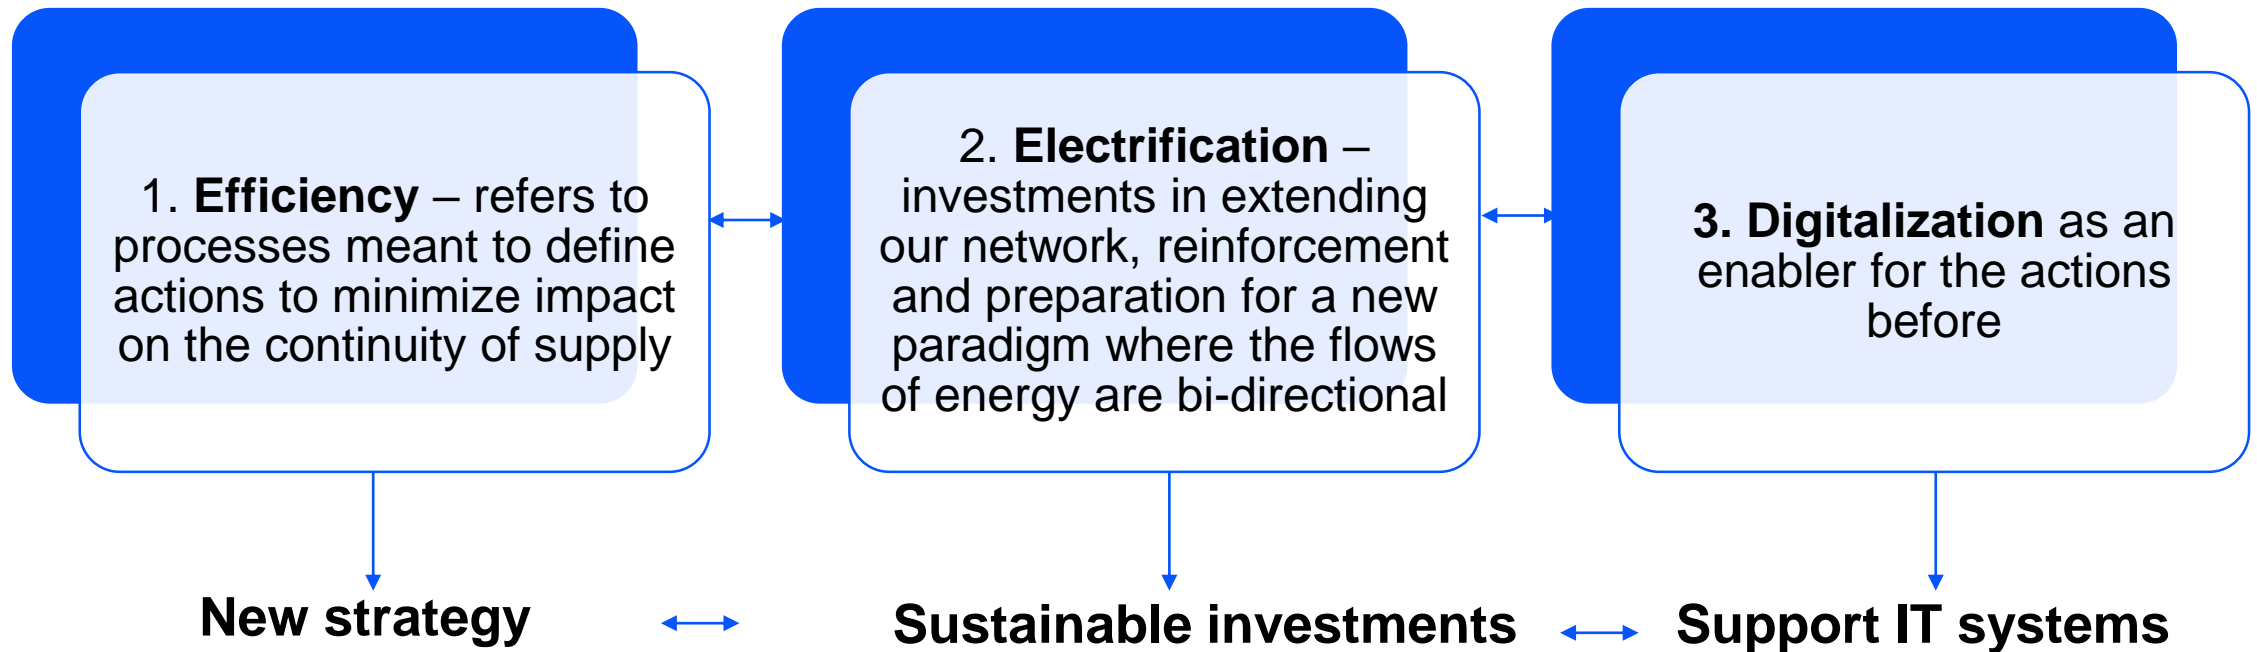 1. Efficiency – refers to
processes meant to define
actions to minimize impact
on the continuity of supply
2. Electrification –
investments in extending
our network, reinforcement
and preparation for a new
paradigm where the flows
of energy are bi-directional
3. Digitalization as an
enabler for the actions
before
New strategy
Sustainable investments
Support IT systems